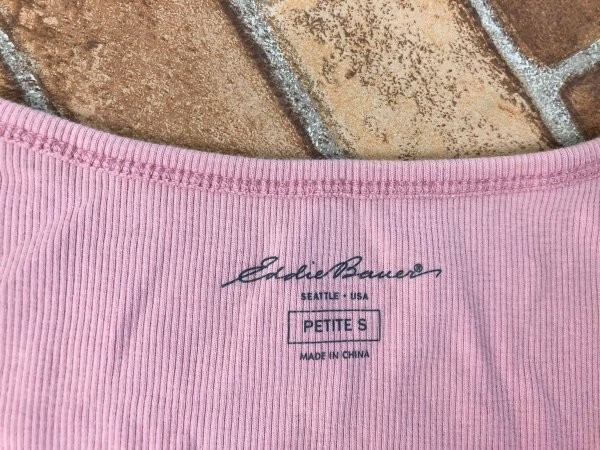 Eddie Bauer®
SEATTLE • USA
PETITE S
MADE IN CHINA